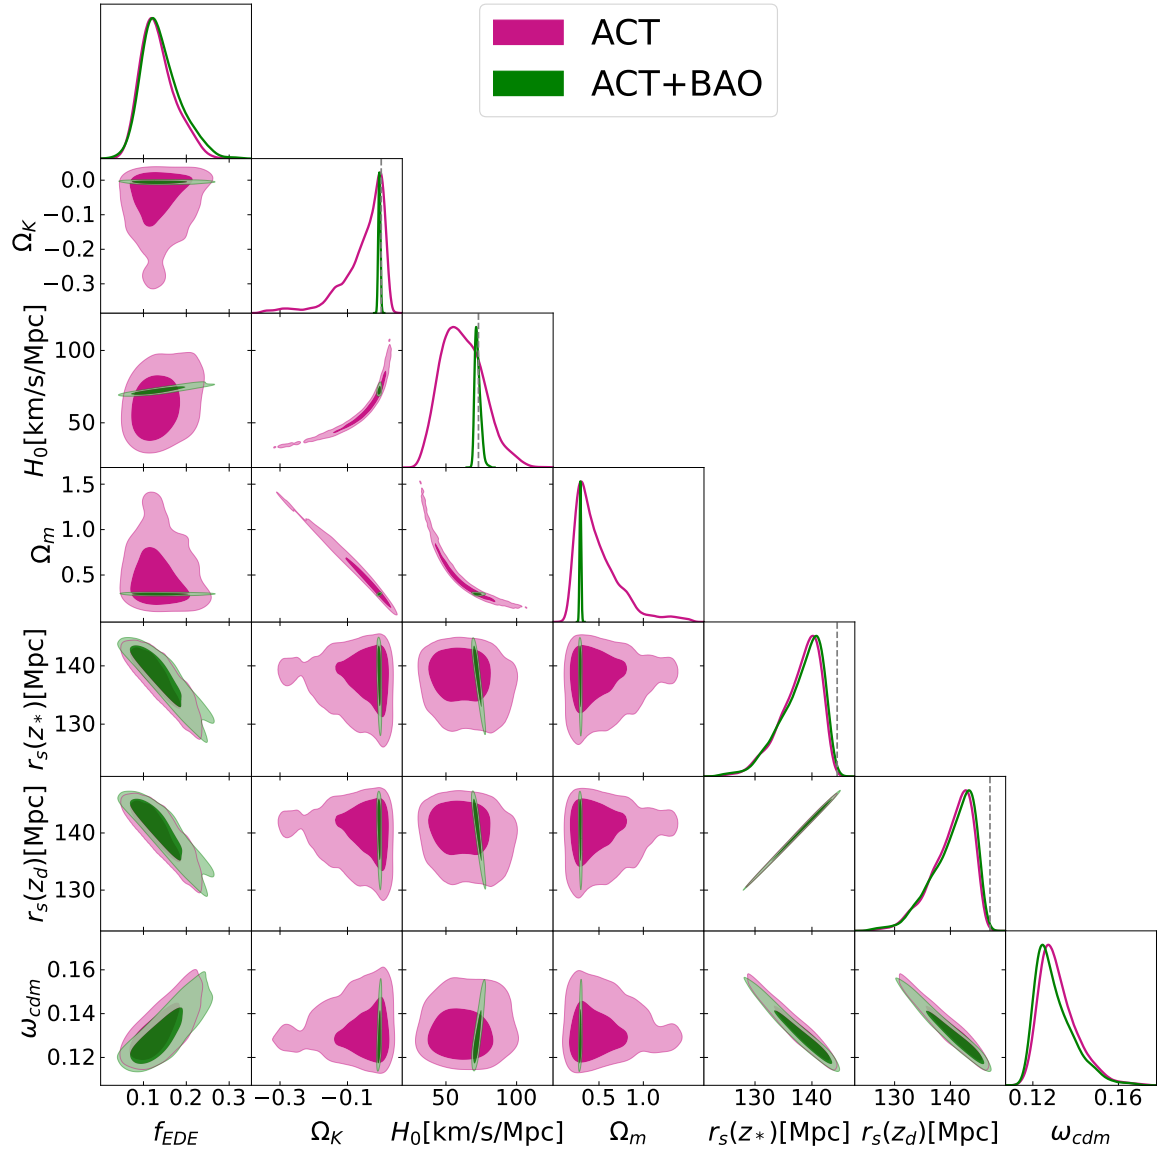 ACT
ACT+BAO
0.0
−0.1
−0.2
−0.3
Ω_K
100
50
H_0[km/s/Mpc]
1.5
1.0
0.5
Ω_m
140
130
r_s(z_*)[Mpc]
140
130
r_s(z_d)[Mpc]
0.16
0.14
0.12
ω_cdm
0.1 0.2 0.3 −0.3 −0.1 50 100 0.5 1.0 130 140 130 140 0.12 0.16
f_EDE Ω_K H_0[km/s/Mpc] Ω_m r_s(z_*)[Mpc] r_s(z_d)[Mpc] ω_cdm